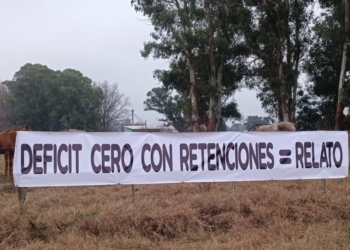 DEFICIT CERO CON RETENCIONES = RELATO